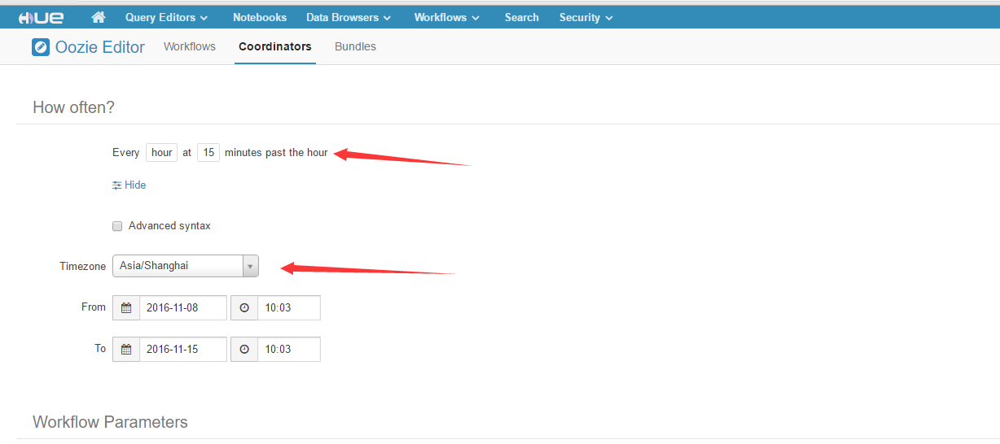 HUE Query Editors Notebooks Data Browsers Workflows Search Security
Oozie Editor Workflows Coordinators Bundles
How often?
Every hour at 15 minutes past the hour
Hide
Advanced syntax
Timezone Asia/Shanghai
From 2016-11-08 10:03
To 2016-11-15 10:03
Workflow Parameters